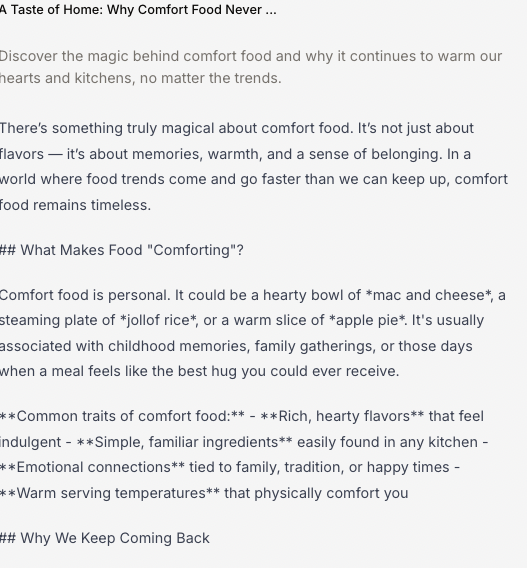 A Taste of Home: Why Comfort Food Never ...
Discover the magic behind comfort food and why it continues to warm our
hearts and kitchens, no matter the trends.
There’s something truly magical about comfort food. It’s not just about
flavors — it’s about memories, warmth, and a sense of belonging. In a
world where food trends come and go faster than we can keep up, comfort
food remains timeless.
## What Makes Food "Comforting"?
Comfort food is personal. It could be a hearty bowl of *mac and cheese*, a
steaming plate of *jollof rice*, or a warm slice of *apple pie*. It's usually
associated with childhood memories, family gatherings, or those days
when a meal feels like the best hug you could ever receive.
**Common traits of comfort food:** - **Rich, hearty flavors** that feel
indulgent - **Simple, familiar ingredients** easily found in any kitchen -
**Emotional connections** tied to family, tradition, or happy times -
**Warm serving temperatures** that physically comfort you
## Why We Keep Coming Back